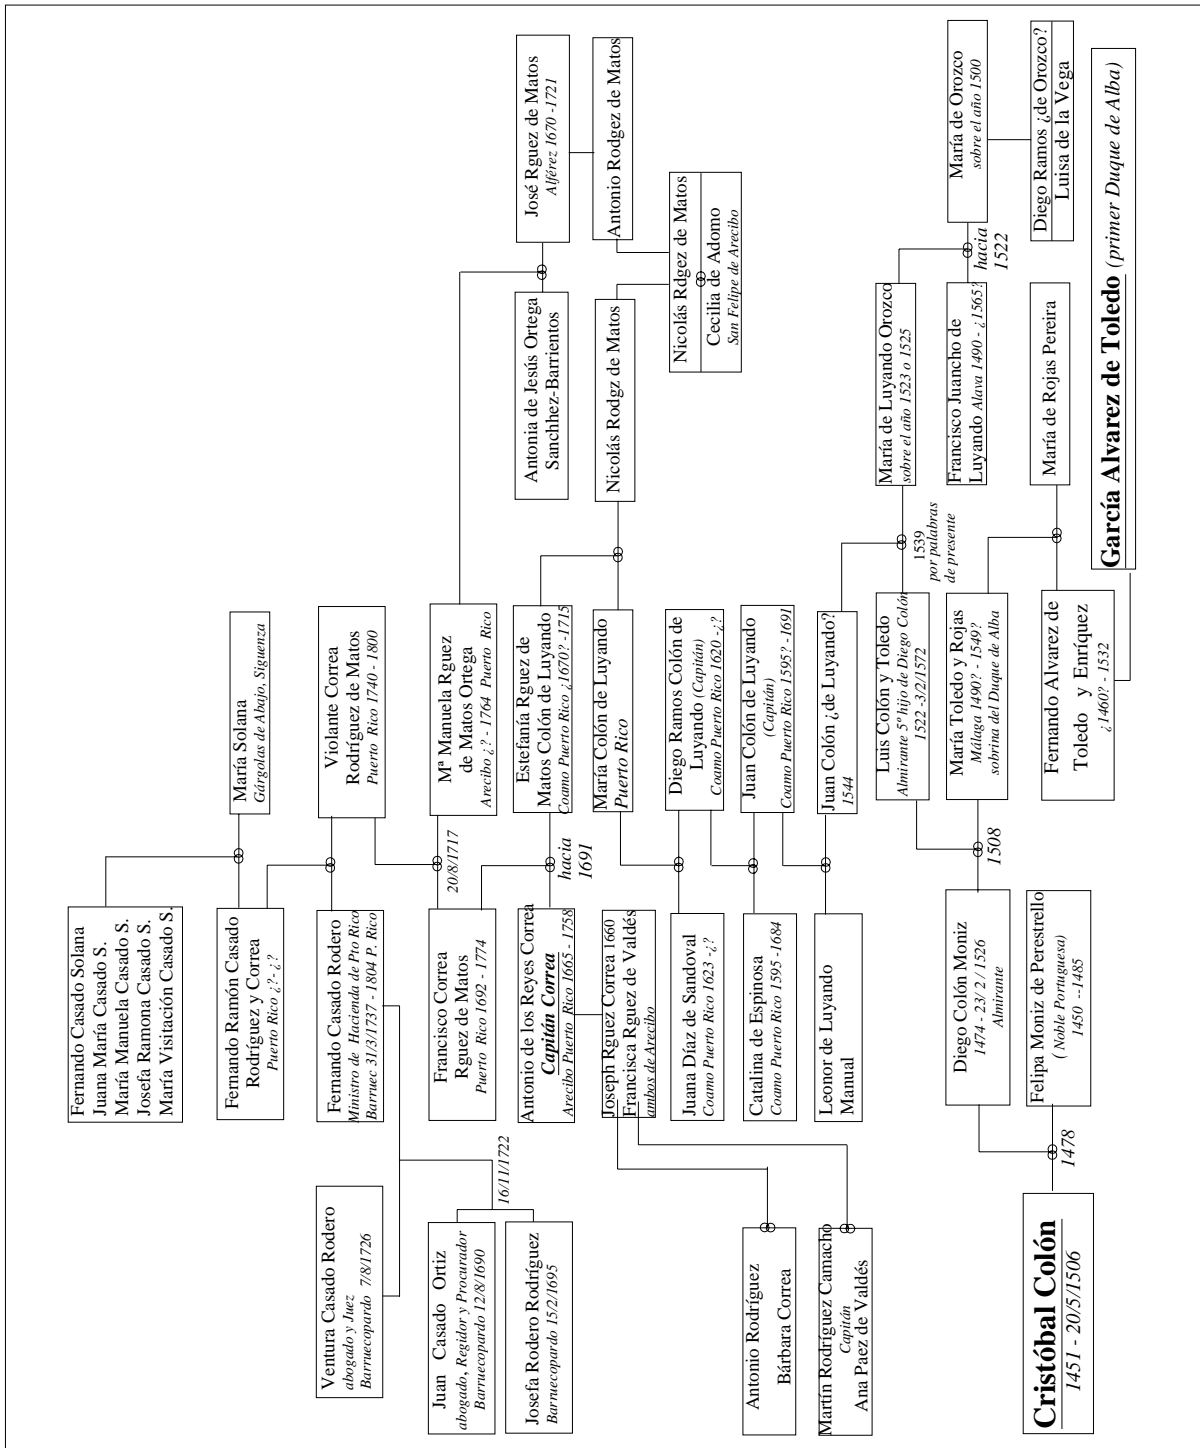 Fernando Casado Solana
Juana María Casado S.
María Manuela Casado S.
Josefa Ramona Casado S.
María Visitación Casado S.
María Solana
Gárgolas de Abajo, Siguenza
Fernando Ramón Casado
Rodríguez y Correa
Puerto Rico ¿?- ¿?
Violante Correa
Rodríguez de Matos
Puerto Rico 1740 - 1800
Ventura Casado Rodero
abogado y Juez
Barruecopardo 7/8/1726
Fernando Casado Rodero
Ministro de Hacienda de Pto Rico
Barruec 31/3/1737 - 1804 P. Rico
Juan Casado Ortiz
abogado, Regidor y Procurador
Barruecopardo 12/8/1690
Josefa Rodero Rodríguez
Barruecopardo 15/2/1695
16/11/1722
20/8/1717
Francisco Correa
Rguez de Matos
Puerto Rico 1692 - 1774
Mª Manuela Rguez
de Matos Ortega
Arecibo ¿? - 1764 Puerto Rico
Antonia de Jesús Ortega
Sanchhez-Barrientos
José Rguez de Matos
Alférez 1670 -1721
Antonio de los Reyes Correa
Capitán Correa
Arecibo Puerto Rico 1665 - 1758
hacia
1691
Estefanía Rguez de
Matos Colón de Luyando
Coamo Puerto Rico ¿1670? -1715
Antonio Rodgez de Matos
Joseph Rguez Correa 1660
Francisca Rguez de Valdés
ambos de Arecibo
María Colón de Luyando
Puerto Rico
Nicolás Rodgz de Matos
Nicolás Rdgez de Matos
Cecilia de Adorno
San Felipe de Arecibo
Juana Díaz de Sandoval
Coamo Puerto Rico 1623 -¿?
Diego Ramos Colón de
Luyando (Capitán)
Coamo Puerto Rico 1620 -¿?
Antonio Rodríguez
Bárbara Correa
Catalina de Espinosa
Coamo Puerto Rico 1595 -1684
Juan Colón de Luyando
(Capitán)
Coamo Puerto Rico 1595? -1691
Martín Rodríguez Camacho
Capitán
Ana Paez de Valdés
Leonor de Luyando
Manual
Juan Colón ¿de Luyando?
1544
Luis Colón y Toledo
Almirante 5º hijo de Diego Colón
1522 -3/2/1572
1539
por palabras
de presente
María de Luyando Orozco
sobre el año 1523 o 1525
Francisco Juancho de
Luyando Alava 1490 - ¿1565?
hacia
1522
María de Orozco
sobre el año 1500
Diego Ramos ¿de Orozco?
Luisa de la Vega
Diego Colón Moniz
1474 - 23/ 2 / 1526
Almirante
1508
María Toledo y Rojas
Málaga 1490? - 1549?
sobrina del Duque de Alba
María de Rojas Pereira
Felipa Moniz de Perestrello
( Noble Portuguesa)
1450 --1485
Fernando Alvarez de
Toledo y Enríquez
¿1460? - 1532
García Alvarez de Toledo (primer Duque de Alba)
Cristóbal Colón
1451 - 20/5/1506
1478